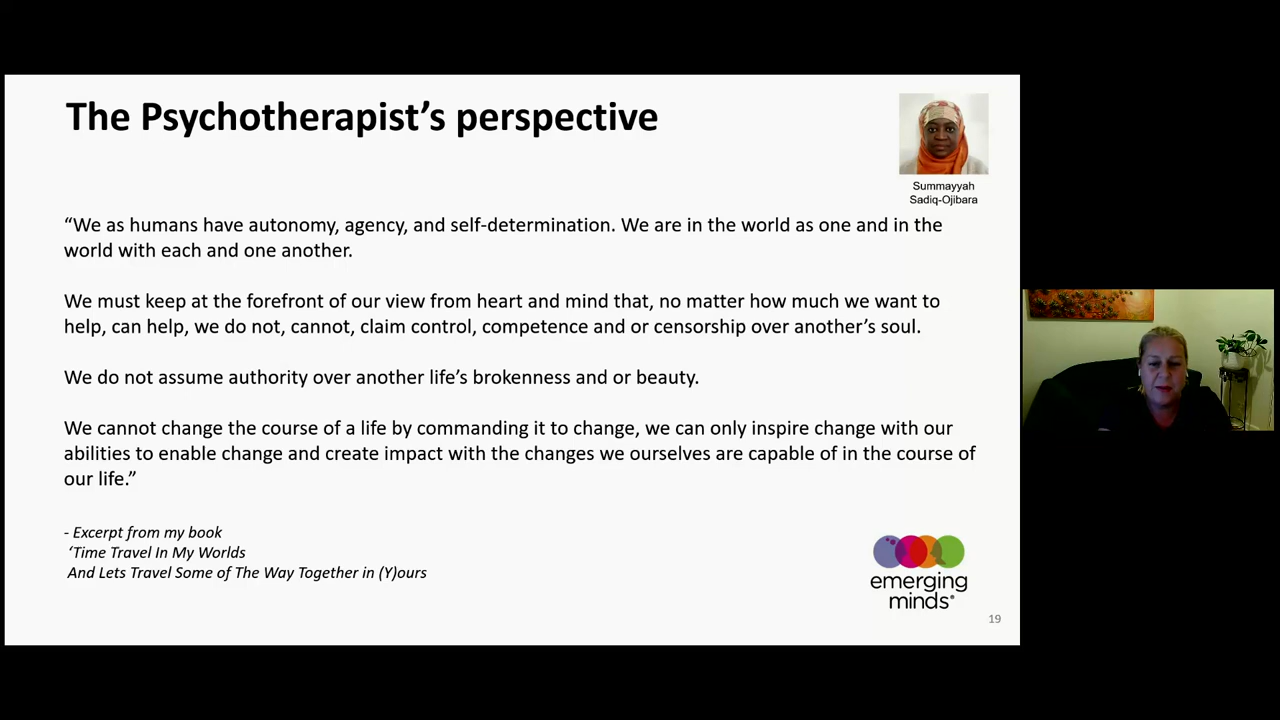 The Psychotherapist’s perspective
Summayyah
Sadiq-Ojibara
“We as humans have autonomy, agency, and self-determination. We are in the world as one and in the
world with each and one another.
We must keep at the forefront of our view from heart and mind that, no matter how much we want to
help, can help, we do not, cannot, claim control, competence and or censorship over another’s soul.
We do not assume authority over another life’s brokenness and or beauty.
We cannot change the course of a life by commanding it to change, we can only inspire change with our
abilities to enable change and create impact with the changes we ourselves are capable of in the course of
our life.”
- Excerpt from my book
‘Time Travel In My Worlds
And Lets Travel Some of The Way Together in (Y)ours
emerging
minds
19